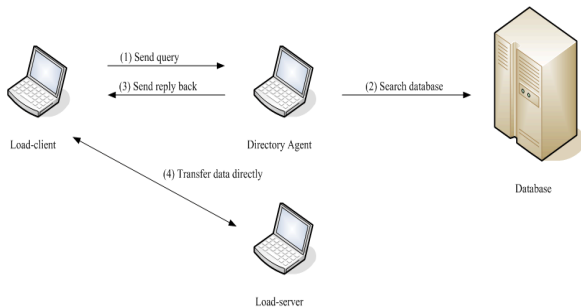 (1) Send query
(3) Send reply back
(2) Search database
Load-client
Directory Agent
(4) Transfer data directly
Database
Load-server